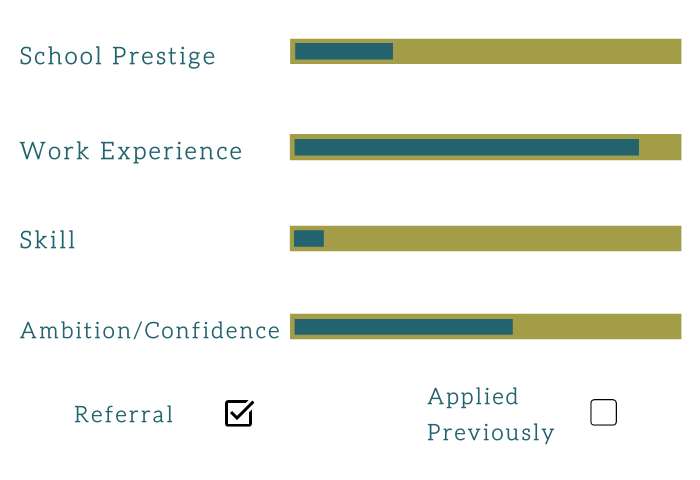 School Prestige
Work Experience
Skill
Ambition/Confidence
Referral
Applied
Previously